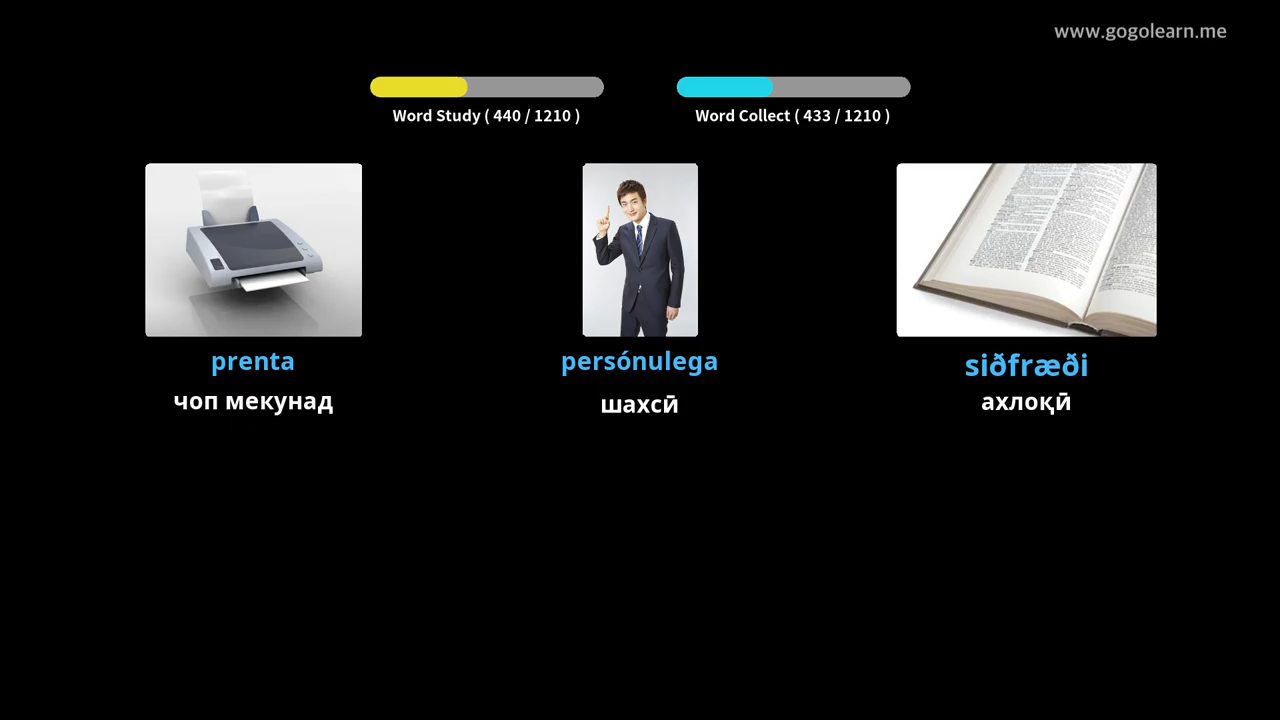 www.gogolearn.me
Word Study ( 440 / 1210 )
Word Collect ( 433 / 1210 )
prenta
чоп мекунад
persónulega
шахсӣ
siðfræði
ахлоқӣ